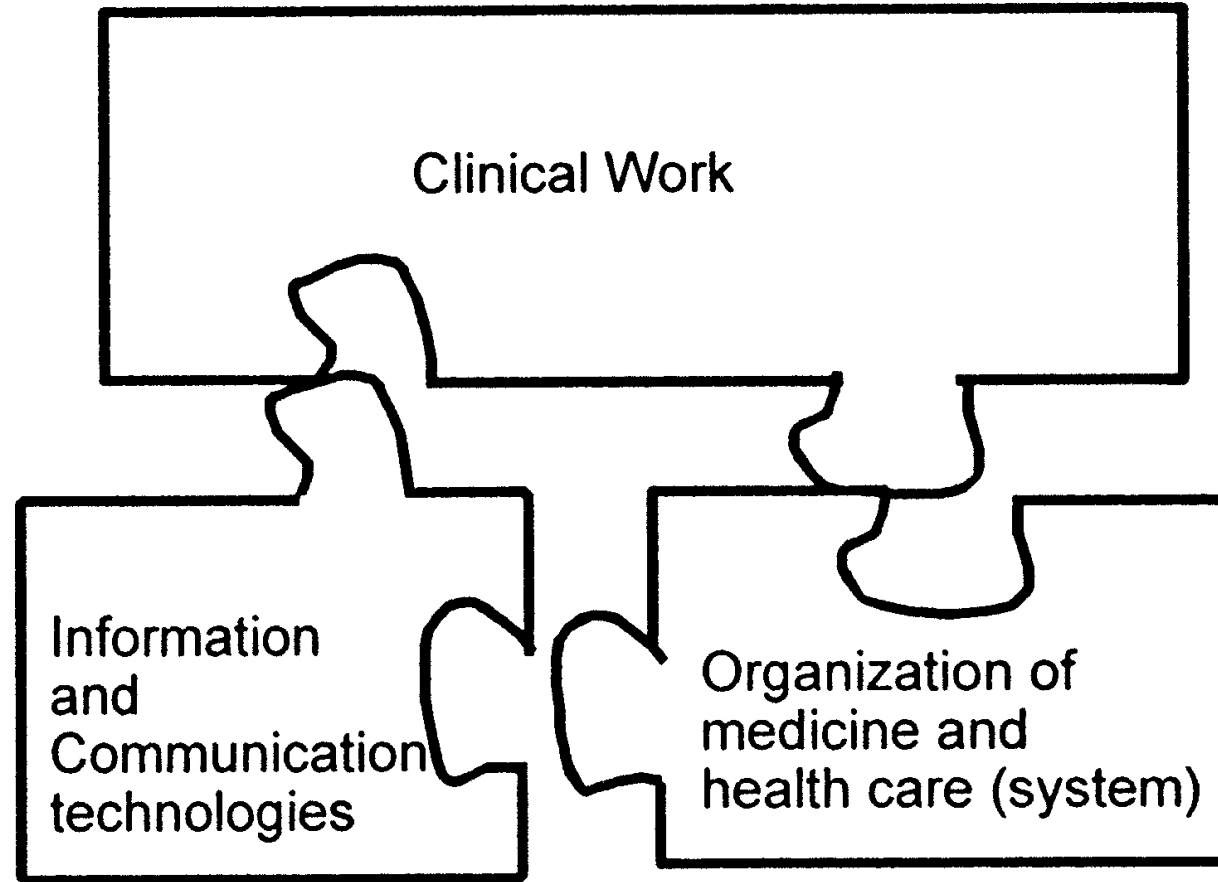 Clinical Work
Information
and
Communication
technologies
Organization of
medicine and
health care (system)